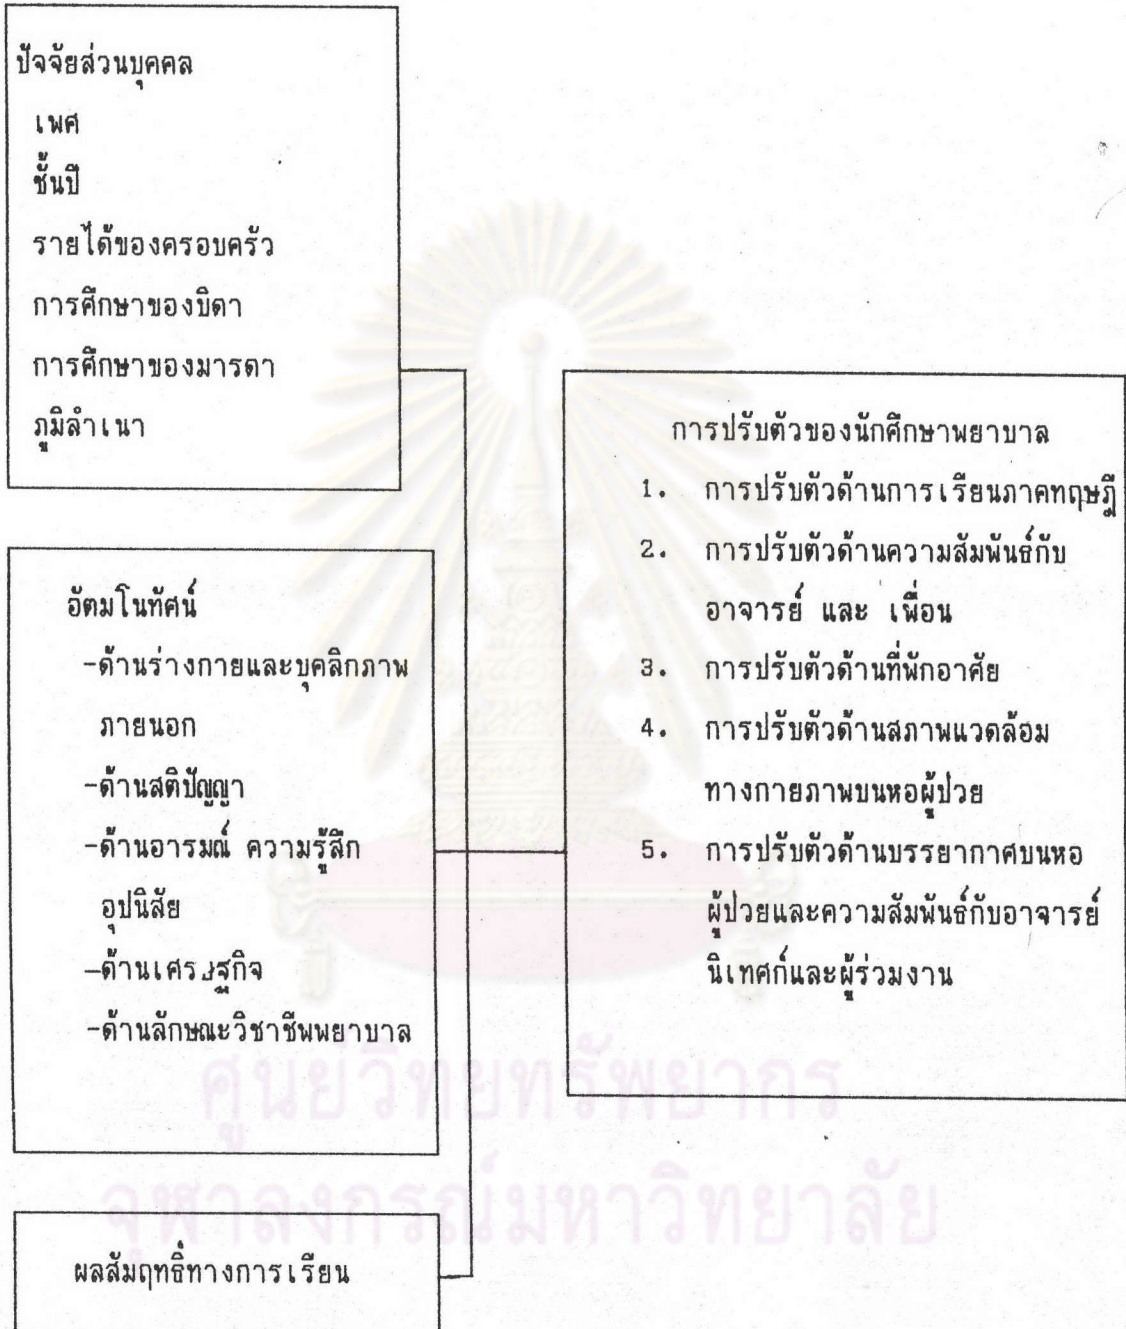 ปัจจัยส่วนบุคคล
เพศ
ชั้นปี
รายได้ของครอบครัว
การศึกษาของบิดา
การศึกษาของมารดา
ภูมิลำเนา
อัตมโนทัศน์
-ด้านร่างกายและบุคลิกภาพ
ภายนอก
-ด้านสติปัญญา
-ด้านอารมณ์ ความรู้สึก
อุปนิสัย
-ด้านเศรษฐกิจ
-ด้านลักษณะวิชาชีพพยาบาล
ผลสัมฤทธิ์ทางการเรียน
การปรับตัวของนักศึกษาพยาบาล
1. การปรับตัวด้านการเรียนภาคทฤษฎี
2. การปรับตัวด้านความสัมพันธ์กับ
อาจารย์ และ เพื่อน
3. การปรับตัวด้านที่พักอาศัย
4. การปรับตัวด้านสภาพแวดล้อม
ทางกายภาพบนหอผู้ป่วย
5. การปรับตัวด้านบรรยากาศบนหอ
ผู้ป่วยและความสัมพันธ์กับอาจารย์
นิเทศก์และผู้ร่วมงาน
ศูนย์วิทยทรัพยากร
จุฬาลงกรณ์มหาวิทยาลัย